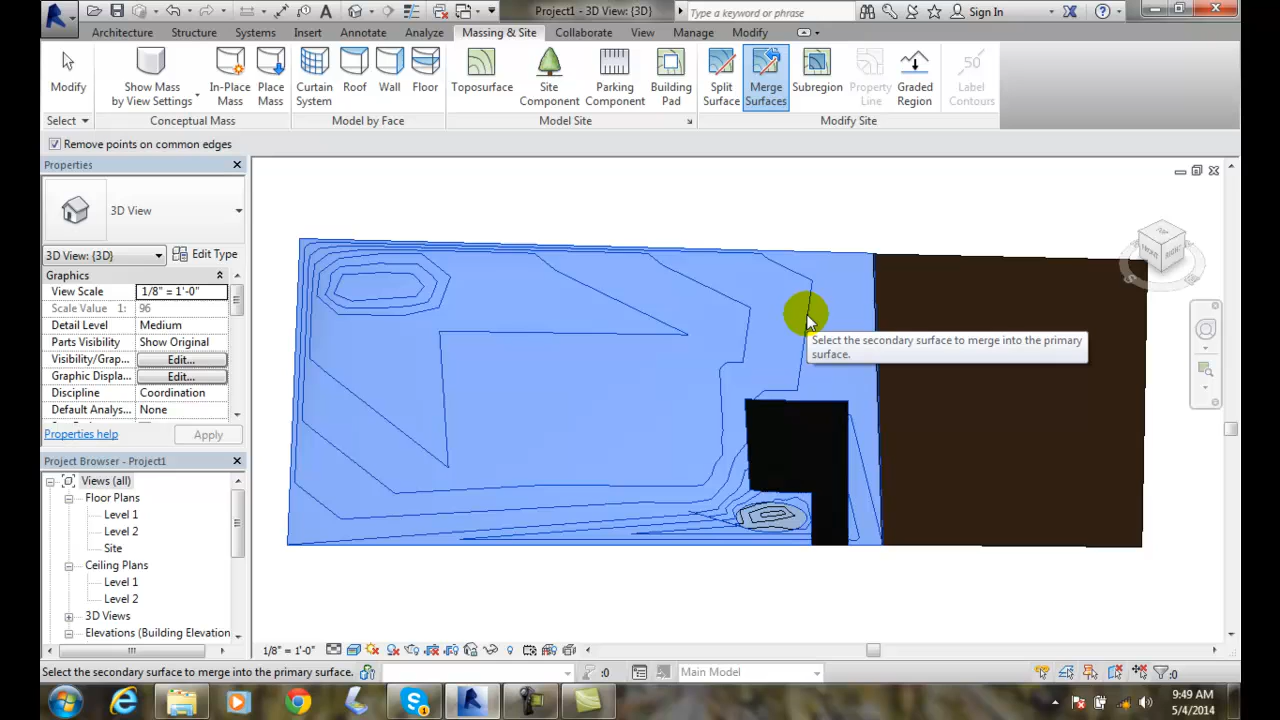 Project1 - 3D View: {3D}
Type a keyword or phrase
Sign In
Architecture Structure Systems Insert Annotate Analyze Massing & Site Collaborate View Manage Modify
Modify
Show Mass
by View Settings
In-Place
Mass
Place
Mass
Curtain
System
Roof
Wall
Floor
Toposurface
Site
Component
Parking
Component
Building
Pad
Split
Surface
Merge
Surfaces
Subregion
Property
Line
Graded
Region
50
Label
Contours
Select
Conceptual Mass
Model by Face
Model Site
Modify Site
Remove points on common edges
Properties
3D View
3D View: {3D}
Edit Type
Graphics
View Scale 1/8" = 1'-0"
Scale Value 1: 96
Detail Level Medium
Parts Visibility Show Original
Visibility/Grap... Edit...
Graphic Displa... Edit...
Discipline Coordination
Default Analys... None
Properties help
Apply
Project Browser - Project1
Views (all)
Floor Plans
Level 1
Level 2
Site
Ceiling Plans
Level 1
Level 2
3D Views
Elevations (Building Elevation
Select the secondary surface to merge into the primary
surface.
1/8" = 1'-0"
Select the secondary surface to merge into the primary surface.
:0
Main Model
:0
9:49 AM
5/4/2014